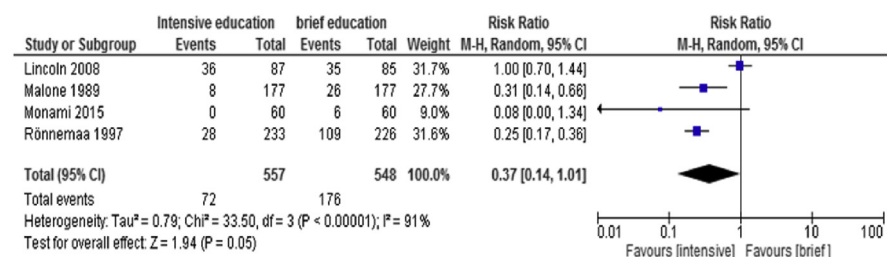 Intensive education brief education Risk Ratio Risk Ratio
Study or Subgroup Events Total Events Total Weight M-H, Random, 95% CI M-H, Random, 95% CI
Lincoln 2008 36 87 35 85 31.7% 1.00 [0.70, 1.44]
Malone 1989 8 177 26 177 27.7% 0.31 [0.14, 0.66]
Monami 2015 0 60 6 60 9.0% 0.08 [0.00, 1.34]
Rönnemaa 1997 28 233 109 226 31.6% 0.25 [0.17, 0.36]
Total (95% CI) 557 548 100.0% 0.37 [0.14, 1.01]
Total events 72 176
Heterogeneity: Tau² = 0.79; Chi² = 33.50, df = 3 (P < 0.00001); I² = 91%
Test for overall effect: Z = 1.94 (P = 0.05)
0.01 0.1 1 10 100
Favours [intensive] Favours [brief]